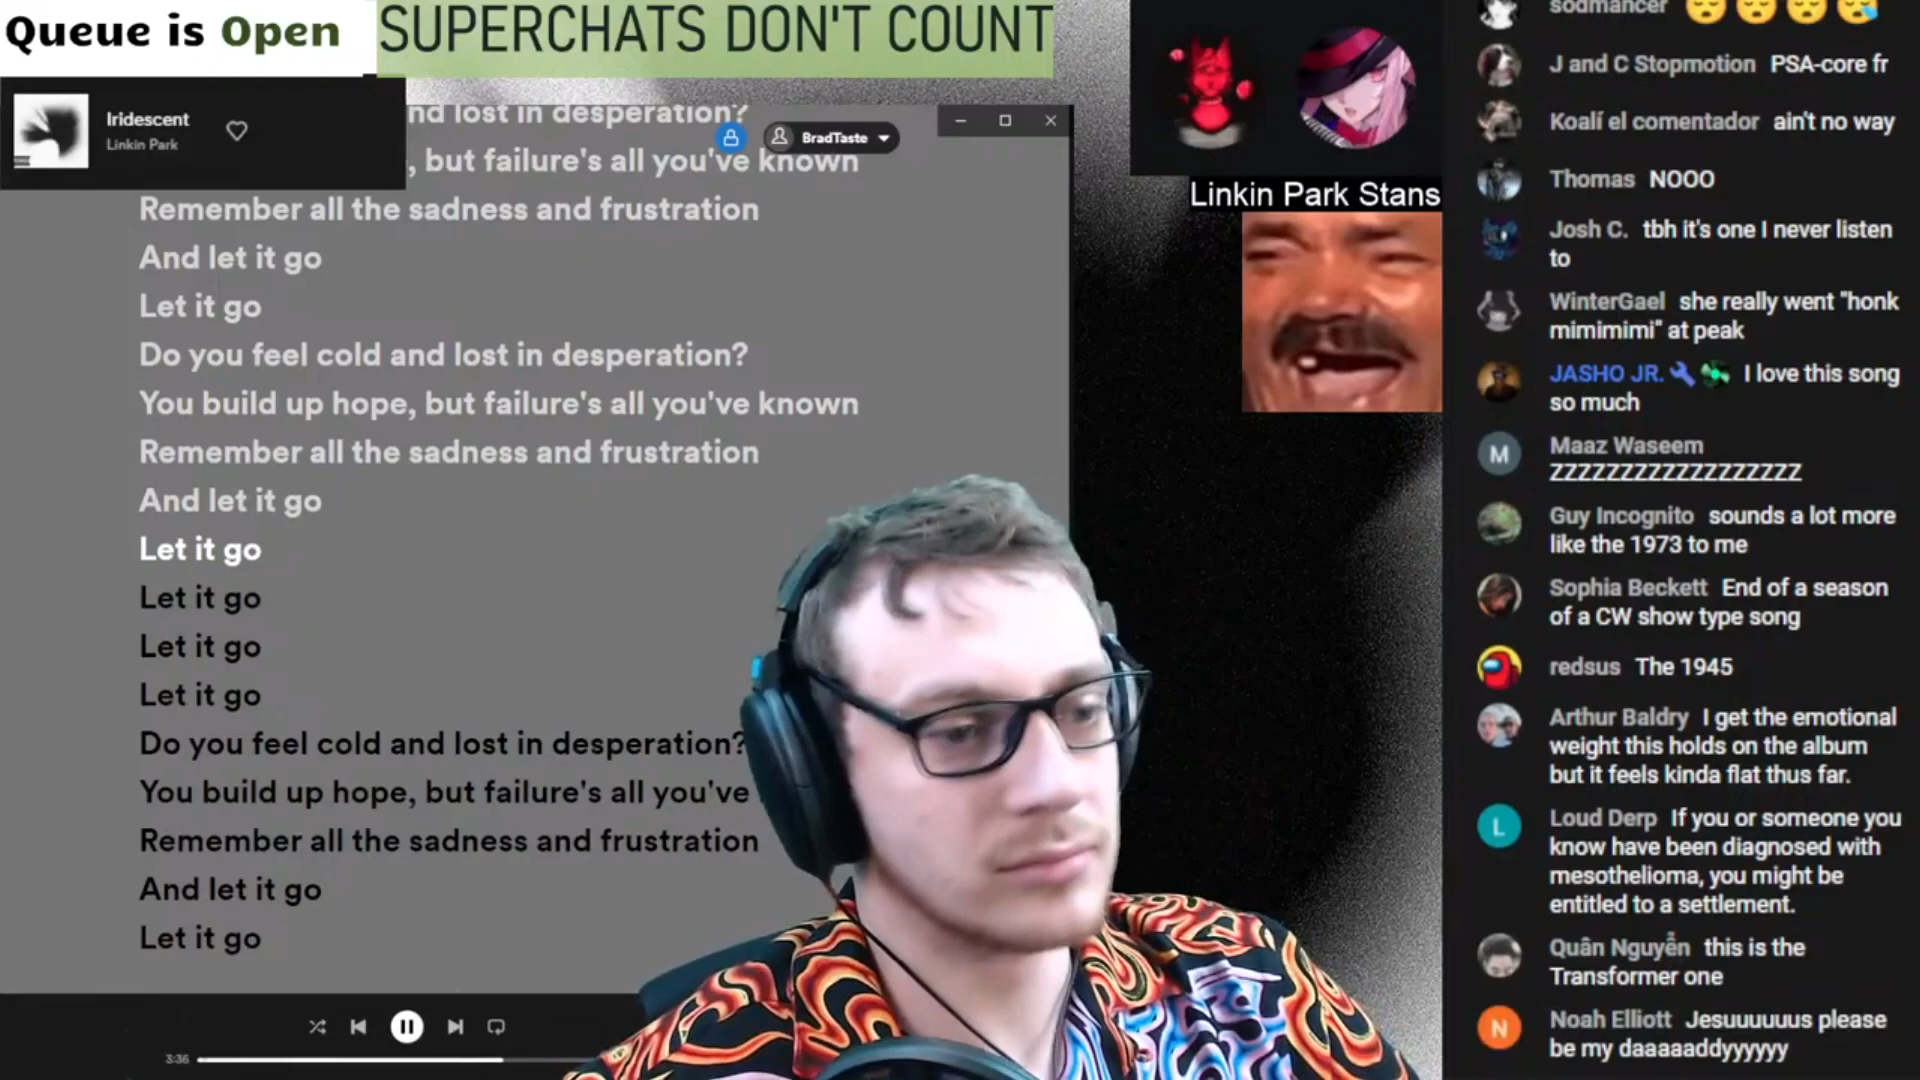 Queue is Open
SUPERCHATS DON'T COUNT
Iridescent
Linkin Park
BradTaste
nd lost in desperation?
, but failure's all you've known
Remember all the sadness and frustration
And let it go
Let it go
Do you feel cold and lost in desperation?
You build up hope, but failure's all you've known
Remember all the sadness and frustration
And let it go
Let it go
Let it go
Let it go
Let it go
Do you feel cold and lost in desperation?
You build up hope, but failure's all you've
Remember all the sadness and frustration
And let it go
Let it go
3:36
Linkin Park Stans
sodmancer
J and C Stopmotion PSA-core fr
Koalí el comentador ain't no way
Thomas NOOO
Josh C. tbh it's one I never listen
to
WinterGael she really went "honk
mimimimi" at peak
JASHO JR. I love this song
so much
M
Maaz Waseem
zzzzzzzzzzzzzzzzzz
Guy Incognito sounds a lot more
like the 1973 to me
Sophia Beckett End of a season
of a CW show type song
redsus The 1945
Arthur Baldry I get the emotional
weight this holds on the album
but it feels kinda flat thus far.
L
Loud Derp If you or someone you
know have been diagnosed with
mesothelioma, you might be
entitled to a settlement.
Quân Nguyễn this is the
Transformer one
N
Noah Elliott Jesuuuuuus please
be my daaaaaddyyyyyy